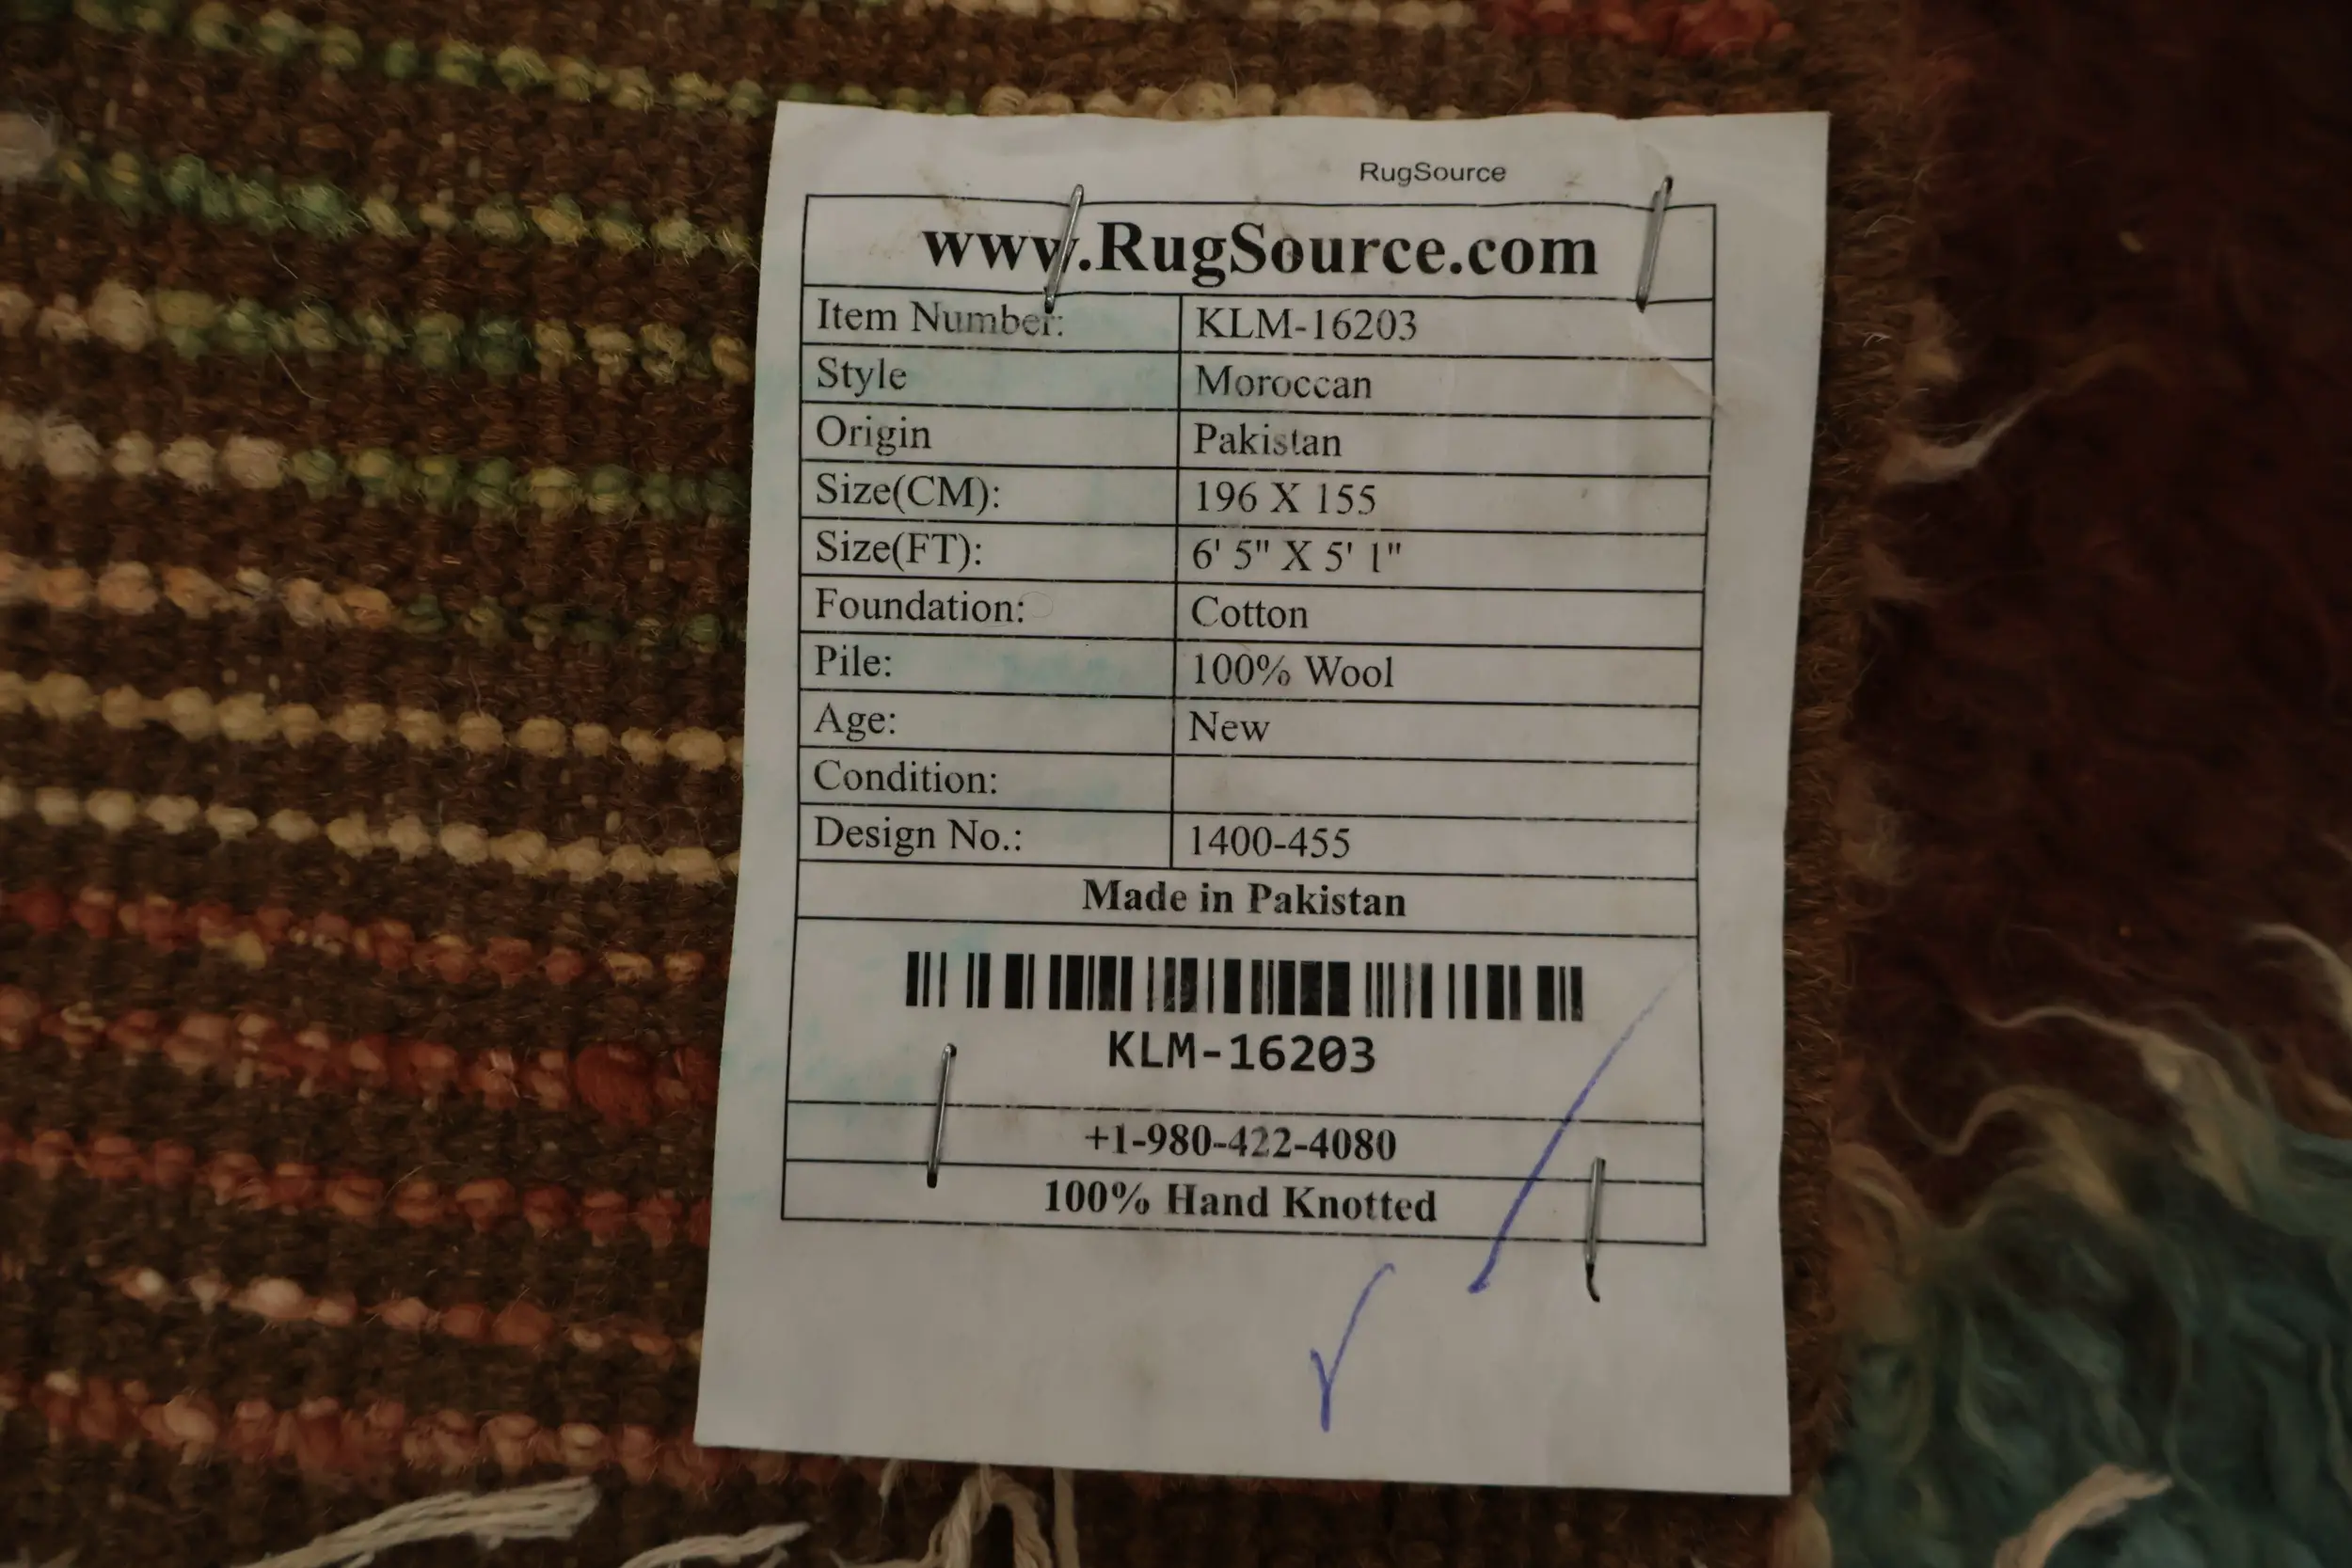 RugSource
www.RugSource.com
Item Number: KLM-16203
Style Moroccan
Origin Pakistan
Size(CM): 196 X 155
Size(FT): 6' 5" X 5' 1"
Foundation: Cotton
Pile: 100% Wool
Age: New
Condition:
Design No.: 1400-455
Made in Pakistan
KLM-16203
+1-980-422-4080
100% Hand Knotted